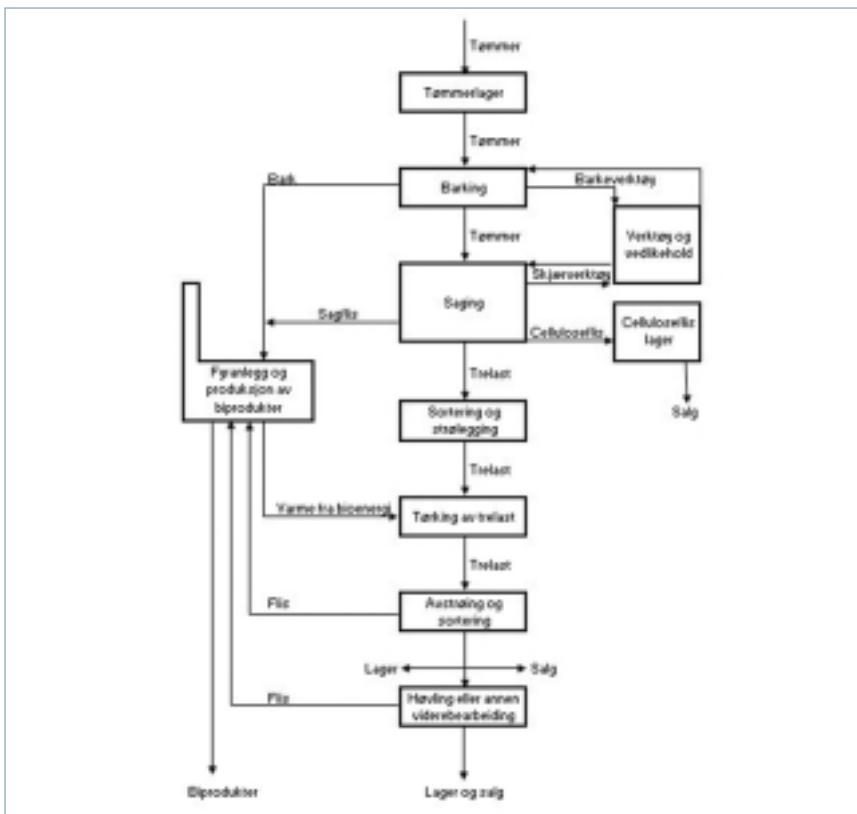 Tømmer
Tømmerlager
Tømmer
Bark
Barking
Barkeverktøy
Tømmer
Verktøy og
vedlikehold
Skjærverktøy
Saging
Sagflis
Celluloseflis
Celluloseflis
lager
Trelast
Fyranlegg og
produksjon av
biprodukter
Sortering og
strølegging
Salg
Trelast
Varme fra bioenergi
Tørking av trelast
Trelast
Flis
Avstrøing og
sortering
Lager
Salg
Flis
Høvling eller annen
viderebearbeiding
Biprodukter
Lager og salg